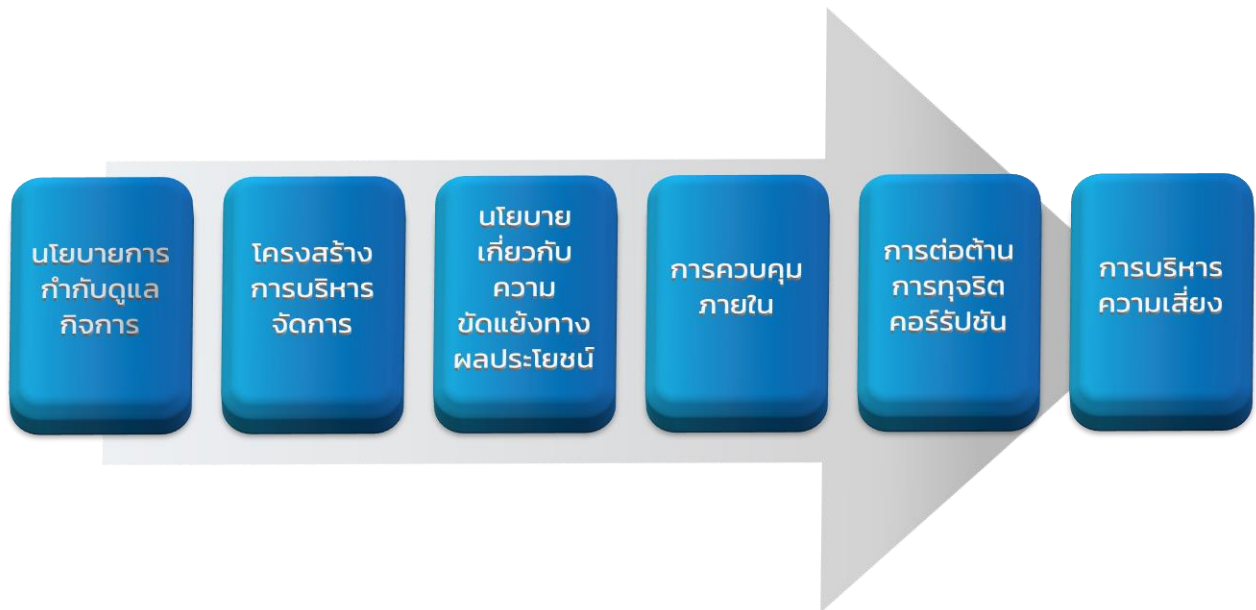 นโยบายการ
กำกับดูแล
กิจการ
โครงสร้าง
การบริหาร
จัดการ
นโยบาย
เกี่ยวกับ
ความ
ขัดแย้งทาง
ผลประโยชน์
การควบคุม
ภายใน
การต่อต้าน
การทุจริต
คอร์รัปชัน
การบริหาร
ความเสี่ยง